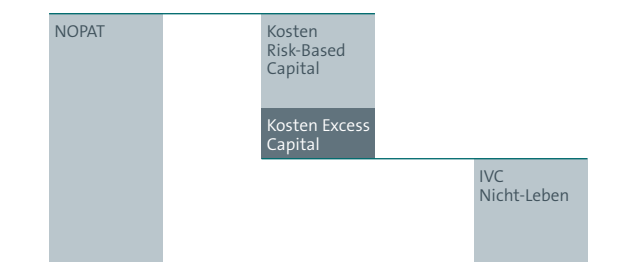 NOPAT
Kosten
Risk-Based
Capital
Kosten Excess
Capital
IVC
Nicht-Leben